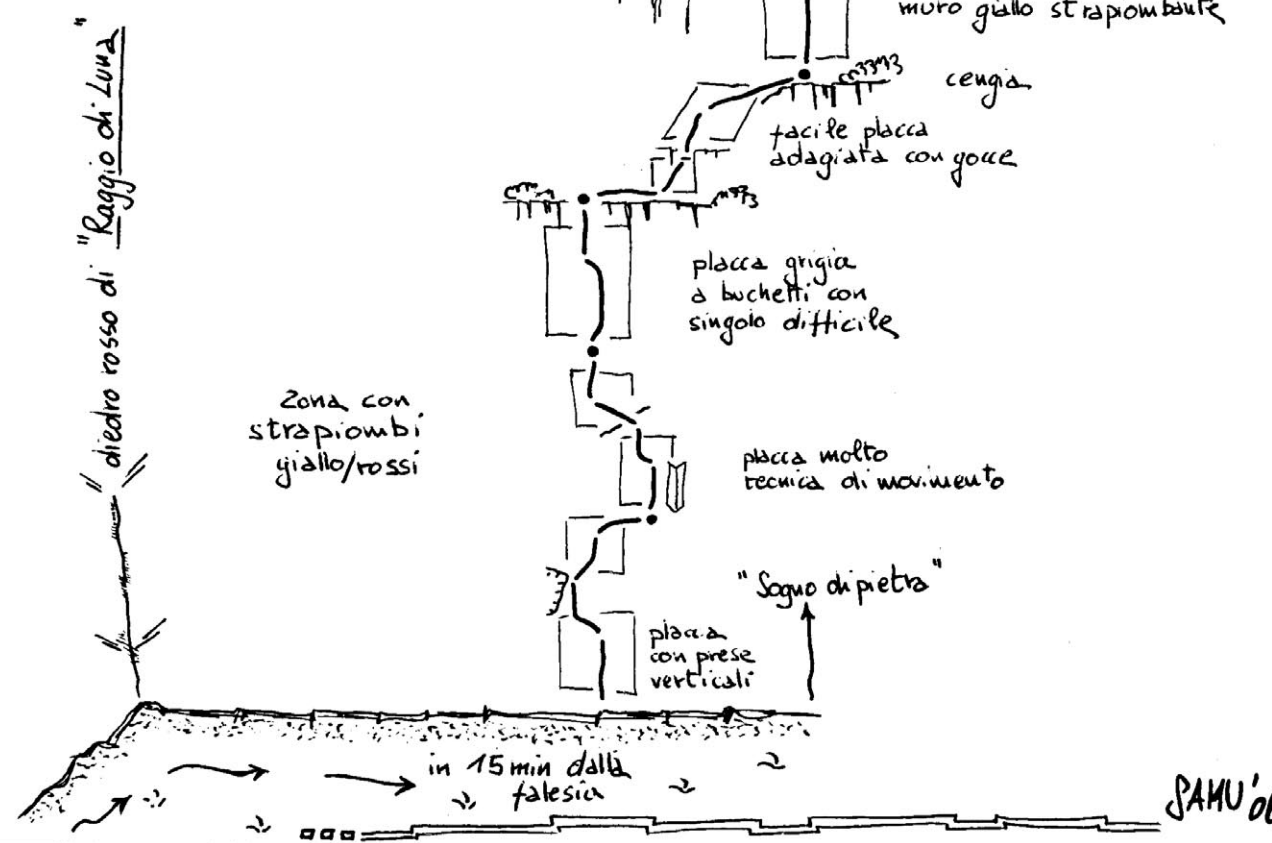 muro giallo strapiombante
cengia
facile placca
adagiata con gocce
diedro rosso di "Raggio di Luna"
placca grigia
a buchetti con
singolo difficile
Zona con
strapiombi
giallo/rossi
placca molto
tecnica di movimento
"Sogno di pietra"
placca
con prese
verticali
in 15 min dalla
falesia
SAMU'06